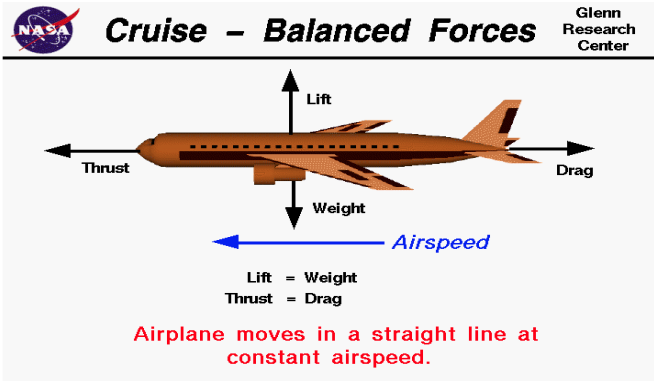 NASA
Cruise – Balanced Forces
Glenn
Research
Center
Lift
Thrust
Drag
Weight
Airspeed
Lift = Weight
Thrust = Drag
Airplane moves in a straight line at
constant airspeed.